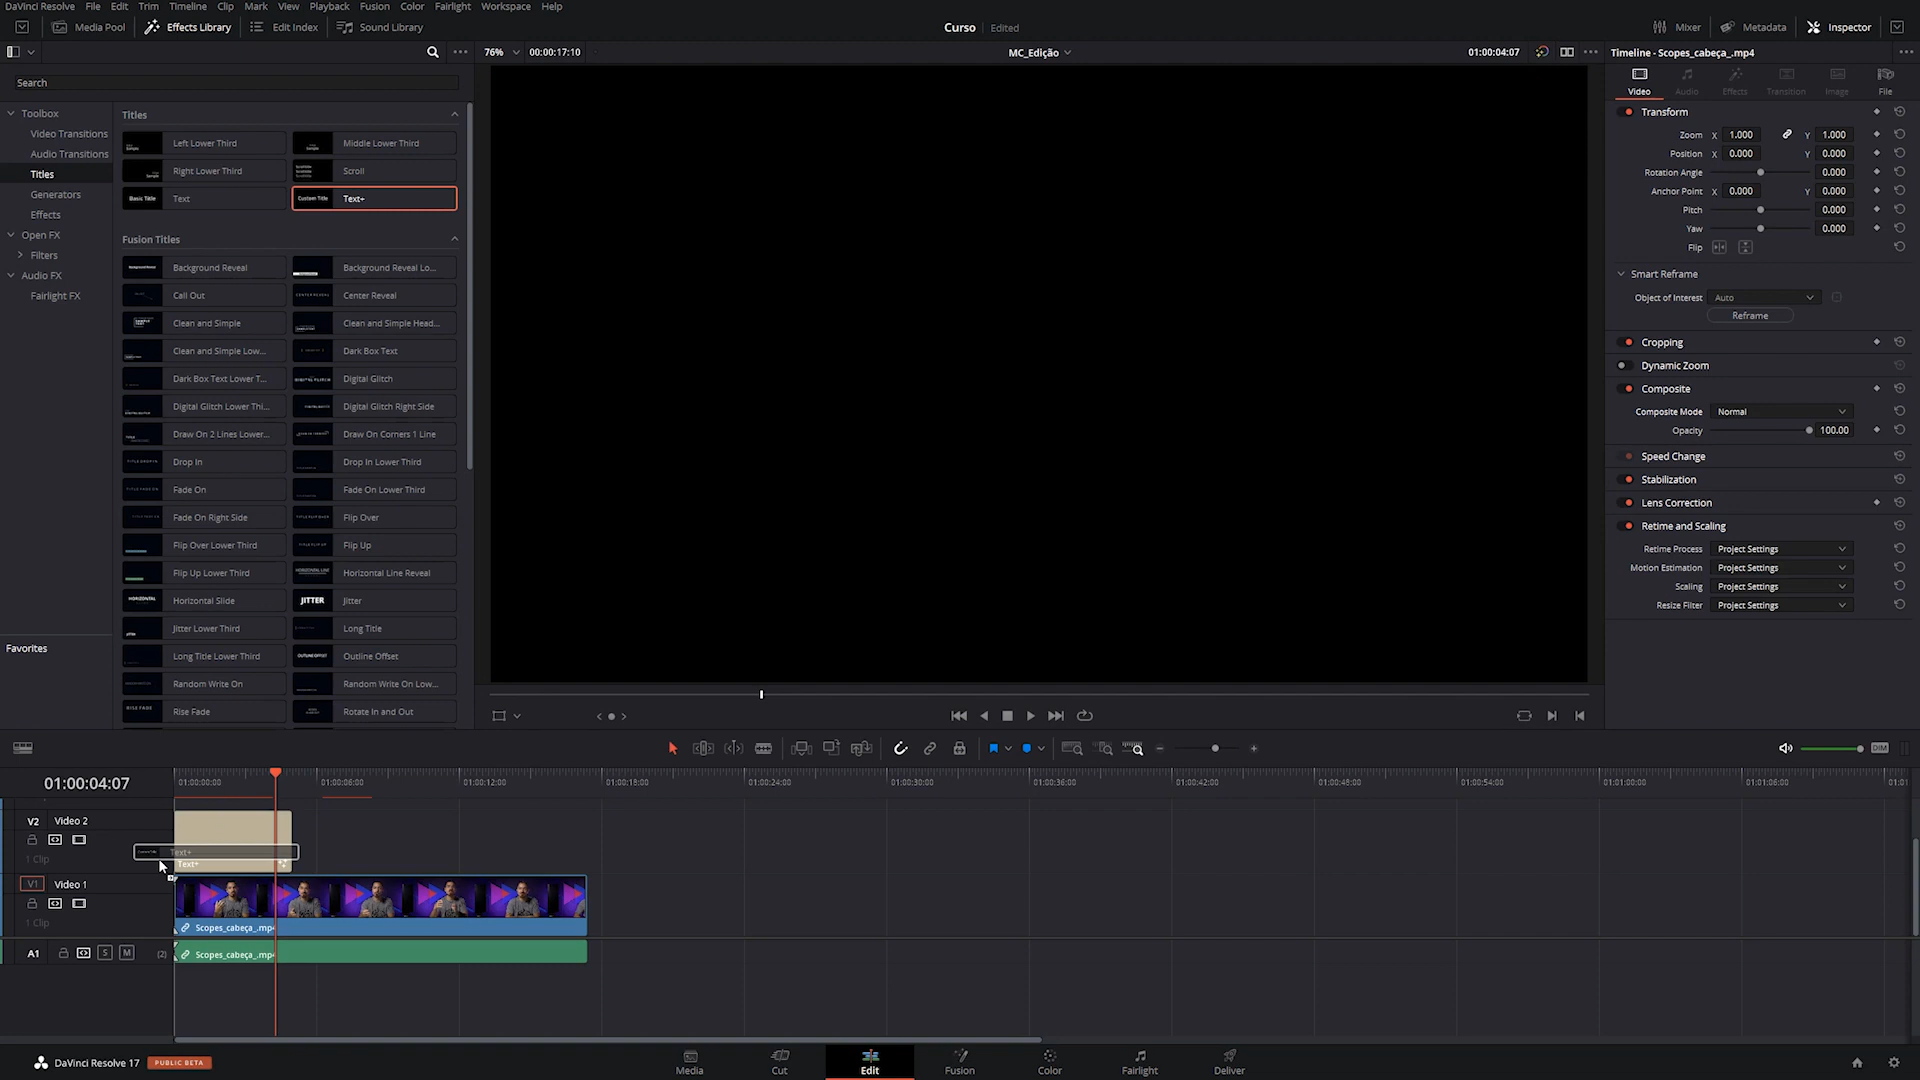 DaVinci Resolve File Edit Trim Timeline Clip Mark View Playback Fusion Color Fairlight Workspace Help
Media Pool Effects Library Edit Index Sound Library Curso Edited Mixer Metadata Inspector
76% 00:00:17:10 MC_Edição 01:00:04:07 Timeline - Scopes_cabeça_.mp4
Search
Video Audio Effects Transition Image File
Toolbox
Video Transitions
Audio Transitions
Titles
Generators
Effects
Open FX
Filters
Audio FX
Fairlight FX
Favorites
Titles
Left Lower Third Middle Lower Third
Right Lower Third Scroll
Basic Title Text Custom Title Text+
Fusion Titles
Background Reveal Background Reveal Lo...
Call Out Center Reveal
Clean and Simple Clean and Simple Head...
Clean and Simple Low... Dark Box Text
Dark Box Text Lower T... Digital Glitch
Digital Glitch Lower Thi... Digital Glitch Right Side
Draw On 2 Lines Lower... Draw On Corners 1 Line
Drop In Drop In Lower Third
Fade On Fade On Lower Third
Fade On Right Side Flip Over
Flip Over Lower Third Flip Up
Flip Up Lower Third Horizontal Line Reveal
Horizontal Slide JITTER Jitter
Jitter Lower Third Long Title
Long Title Lower Third Outline Offset
Random Write On Random Write On Low...
Rise Fade Rotate In and Out
Transform
Zoom X 1.000 Y 1.000
Position X 0.000 Y 0.000
Rotation Angle 0.000
Anchor Point X 0.000 Y 0.000
Pitch 0.000
Yaw 0.000
Flip
Smart Reframe
Object of Interest Auto
Reframe
Cropping
Dynamic Zoom
Composite
Composite Mode Normal
Opacity 100.00
Speed Change
Stabilization
Lens Correction
Retime and Scaling
Retime Process Project Settings
Motion Estimation Project Settings
Scaling Project Settings
Resize Filter Project Settings
DIM
01:00:04:07 01:00:00:00 01:00:06:00 01:00:12:00 01:00:18:00 01:00:24:00 01:00:30:00 01:00:36:00 01:00:42:00 01:00:48:00 01:00:54:00 01:01:00:00 01:01:06:00
V2 Video 2
1 Clip
Text+
Text+
V1 Video 1
1 Clip
Scopes_cabeça_.mp4
A1 S M (2) Scopes_cabeça_.mp4
DaVinci Resolve 17 PUBLIC BETA
Media Cut Edit Fusion Color Fairlight Deliver